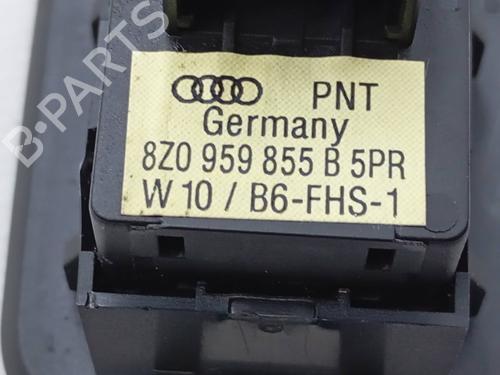 B-PARTS
PNT
Germany
8Z0 959 855 B 5PR
W 10 / B6-FHS-1